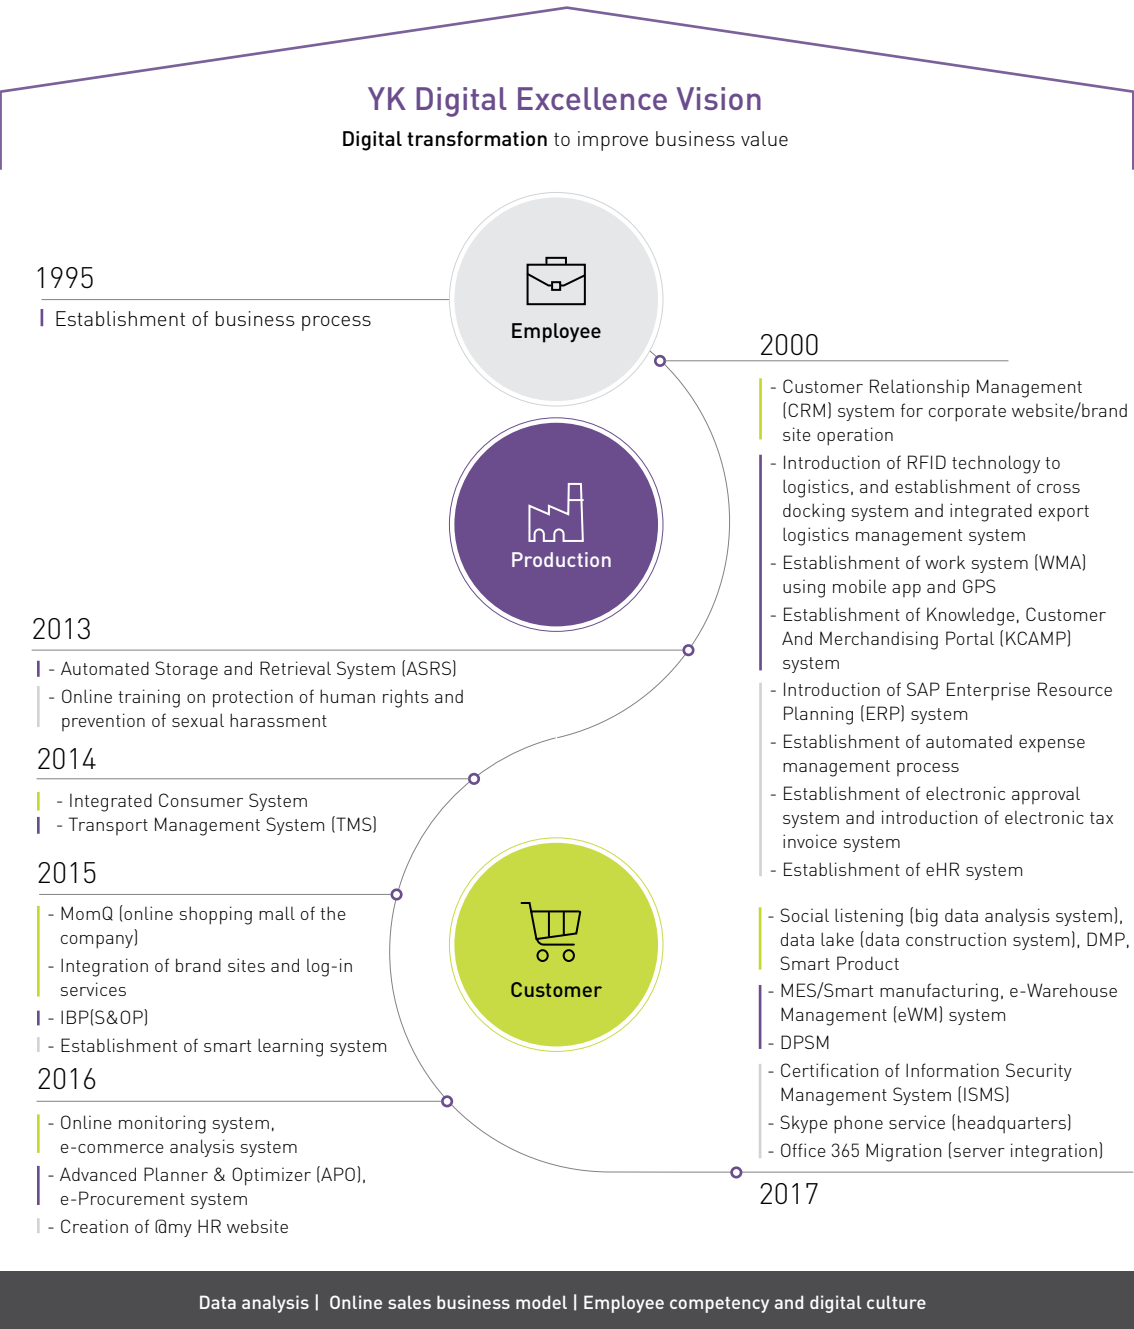 YK Digital Excellence Vision
Digital transformation to improve business value
1995
Establishment of business process
Employee
Production
2000
- Customer Relationship Management
(CRM) system for corporate website/brand
site operation
- Introduction of RFID technology to
logistics, and establishment of cross
docking system and integrated export
logistics management system
- Establishment of work system (WMA)
using mobile app and GPS
- Establishment of Knowledge, Customer
And Merchandising Portal (KCAMP)
system
- Introduction of SAP Enterprise Resource
Planning (ERP) system
- Establishment of automated expense
management process
- Establishment of electronic approval
system and introduction of electronic tax
invoice system
- Establishment of eHR system
2013
- Automated Storage and Retrieval System (ASRS)
- Online training on protection of human rights and
prevention of sexual harassment
2014
- Integrated Consumer System
- Transport Management System (TMS)
2015
- MomQ (online shopping mall of the
company)
- Integration of brand sites and log-in
services
- IBP(S&OP)
- Establishment of smart learning system
Customer
2016
- Online monitoring system,
e-commerce analysis system
- Advanced Planner & Optimizer (APO),
e-Procurement system
- Creation of @my HR website
- Social listening (big data analysis system),
data lake (data construction system), DMP,
Smart Product
- MES/Smart manufacturing, e-Warehouse
Management (eWM) system
- DPSM
- Certification of Information Security
Management System (ISMS)
- Skype phone service (headquarters)
- Office 365 Migration (server integration)
2017
Data analysis | Online sales business model | Employee competency and digital culture